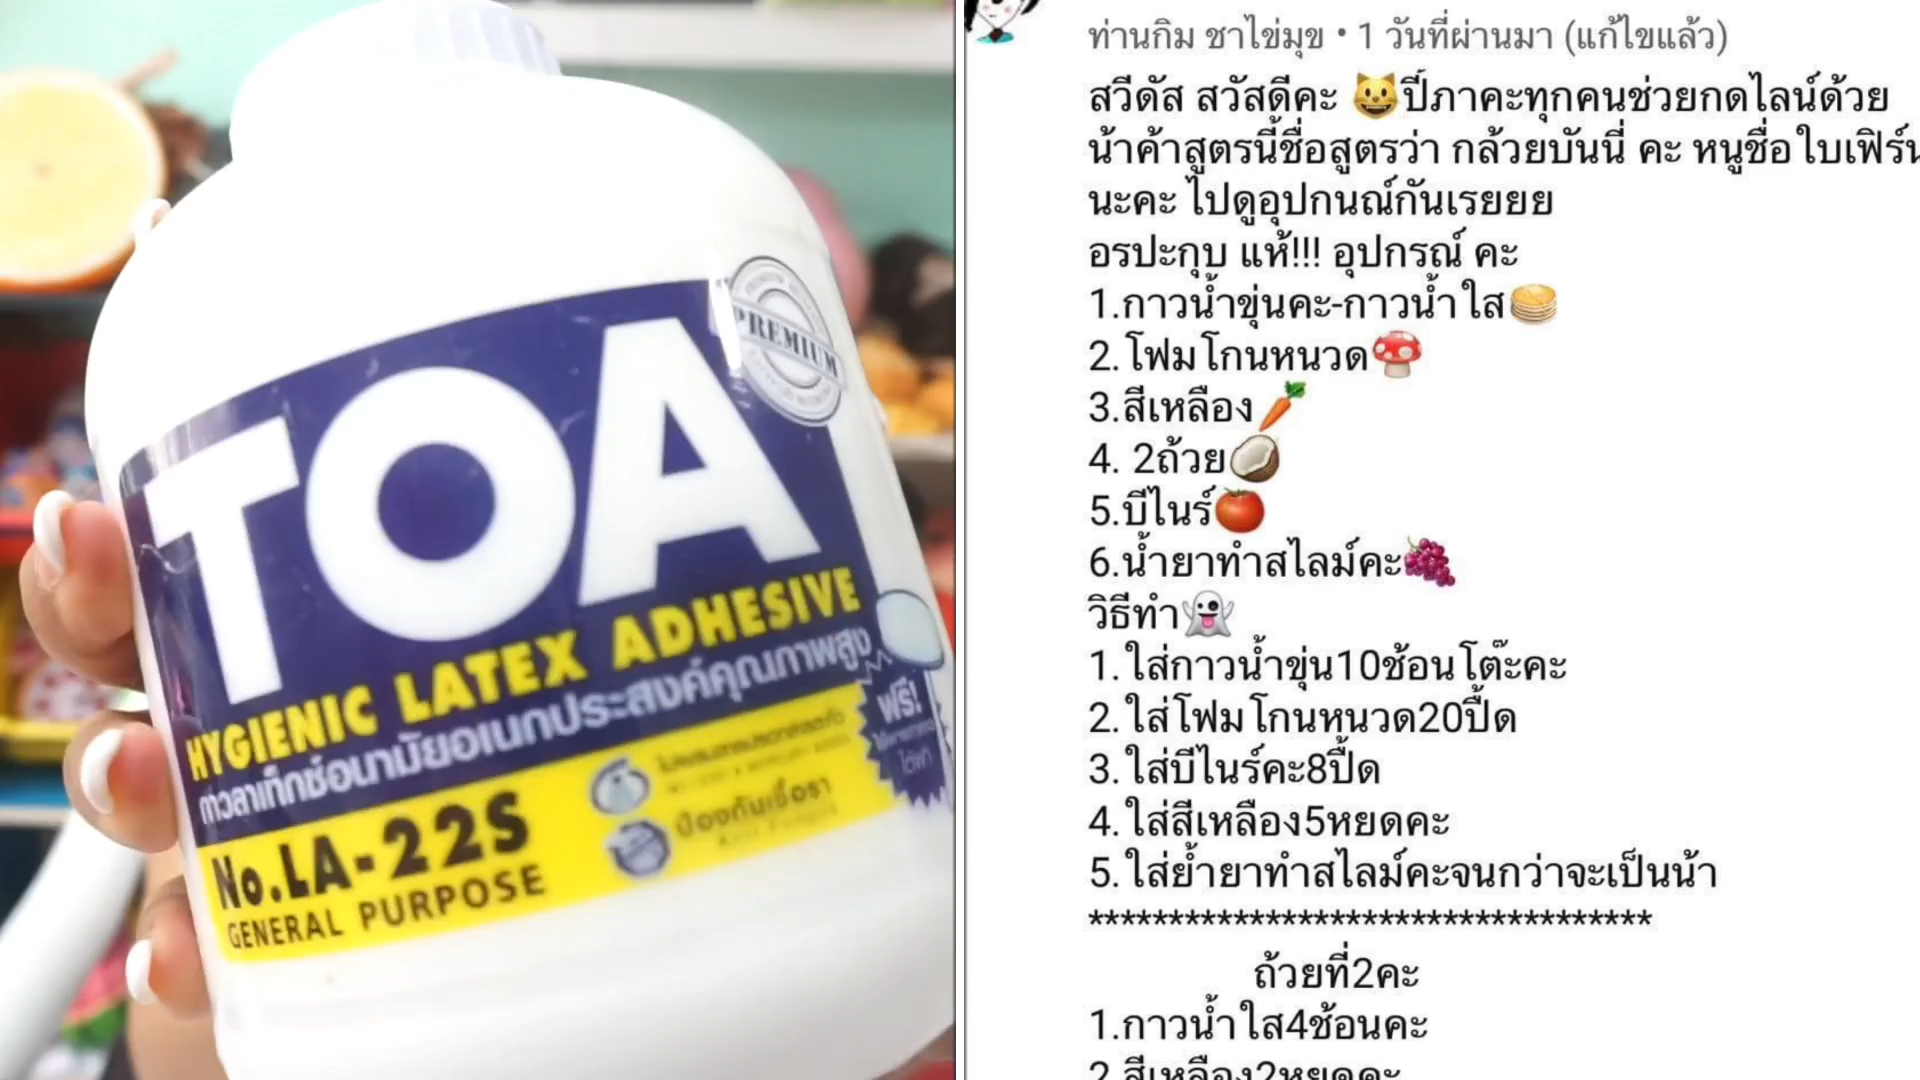 TOA
PREMIUM
HYGIENIC LATEX ADHESIVE
กาวลาเท็กซ์อนามัยอเนกประสงค์คุณภาพสูง
ฟรี!
No.LA-22S
GENERAL PURPOSE
ป้องกันเชื้อรา
ท่านกิม ชาไข่มุข • 1 วันที่ผ่านมา (แก้ไขแล้ว)
สวีดัส สวัสดีคะ 😺ปี๊ภาคะทุกคนช่วยกดไลน์ด้วย
น้าค้าสูตรนี้ชื่อสูตรว่า กล้วยบันนี่ คะ หนูชื่อใบเฟิร์น
นะคะ ไปดูอุปกนณ์กันเรยยย
อรปะกุบ แห้!!! อุปกรณ์ คะ
1.กาวน้ำขุ่นคะ-กาวน้ำใส🥞
2.โฟมโกนหนวด🍄
3.สีเหลือง🥕
4. 2ถ้วย🥥
5.บีไนร์🍅
6.น้ำยาทำสไลม์คะ🍇
วิธีทำ👻
1.ใส่กาวน้ำขุ่น10ช้อนโต๊ะคะ
2.ใส่โฟมโกนหนวด20ปื้ด
3.ใส่บีไนร์คะ8ปื้ด
4.ใส่สีเหลือง5หยดคะ
5.ใส่ย้ำยาทำสไลม์คะจนกว่าจะเป็นน้า
***********************************
ถ้วยที่2คะ
1.กาวน้ำใส4ช้อนคะ
2.สีเหลือง2หยดคะ